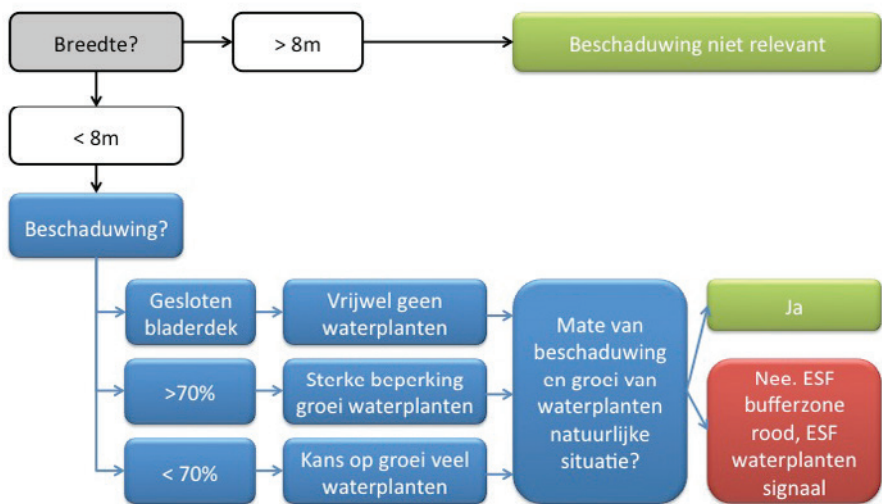 Breedte?
> 8m
Beschaduwing niet relevant
< 8m
Beschaduwing?
Gesloten
bladerdek
Vrijwel geen
waterplanten
>70%
Sterke beperking
groei waterplanten
< 70%
Kans op groei veel
waterplanten
Mate van
beschaduwing
en groei van
waterplanten
natuurlijke
situatie?
Ja
Nee. ESF
bufferzone
rood, ESF
waterplanten
signaal